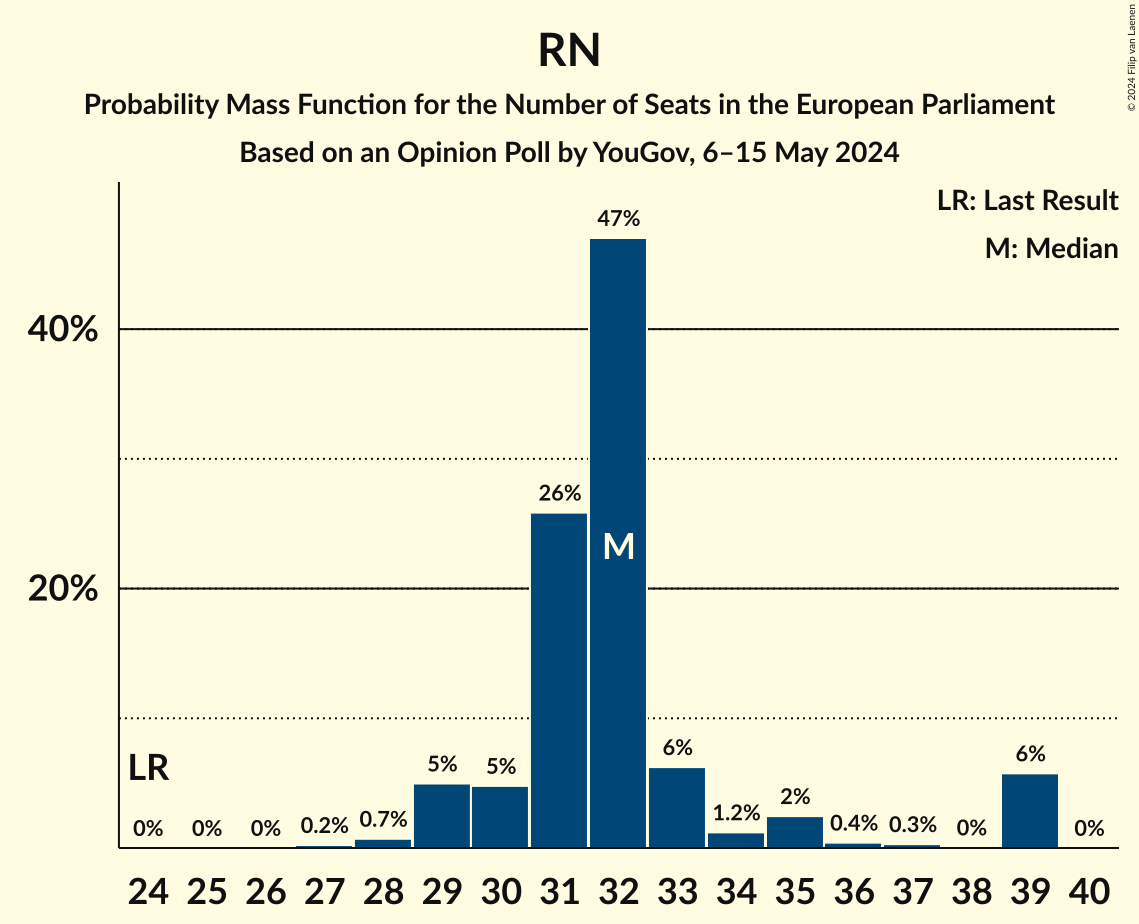 RN
Probability Mass Function for the Number of Seats in the European Parliament
Based on an Opinion Poll by YouGov, 6–15 May 2024
© 2024 Filip van Laenen
LR: Last Result
M: Median
47%
40%
26%
M
20%
LR
0% 0% 0% 0.2% 0.7% 5% 5% 6% 1.2% 2% 0.4% 0.3% 0% 6% 0%
24 25 26 27 28 29 30 31 32 33 34 35 36 37 38 39 40